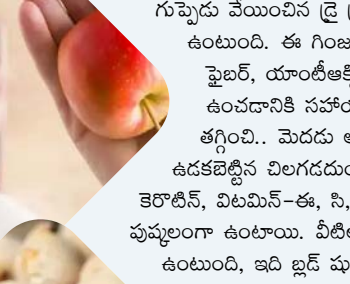 గుప్పెడు వేయించిన డ్రై
ఉంటుంది. ఈ గింజ
ఫైబర్, యాంటీఆక్సి
ఉంచడానికి సహాయ
తగ్గించి.. మెదడు
ఉడకబెట్టిన చిలగడదుం
కెరొటిన్, విటమిన్-ఈ, సి,
పుష్కలంగా ఉంటాయి. వీటిలో
ఉంటుంది, ఇది బ్లడ్ షు